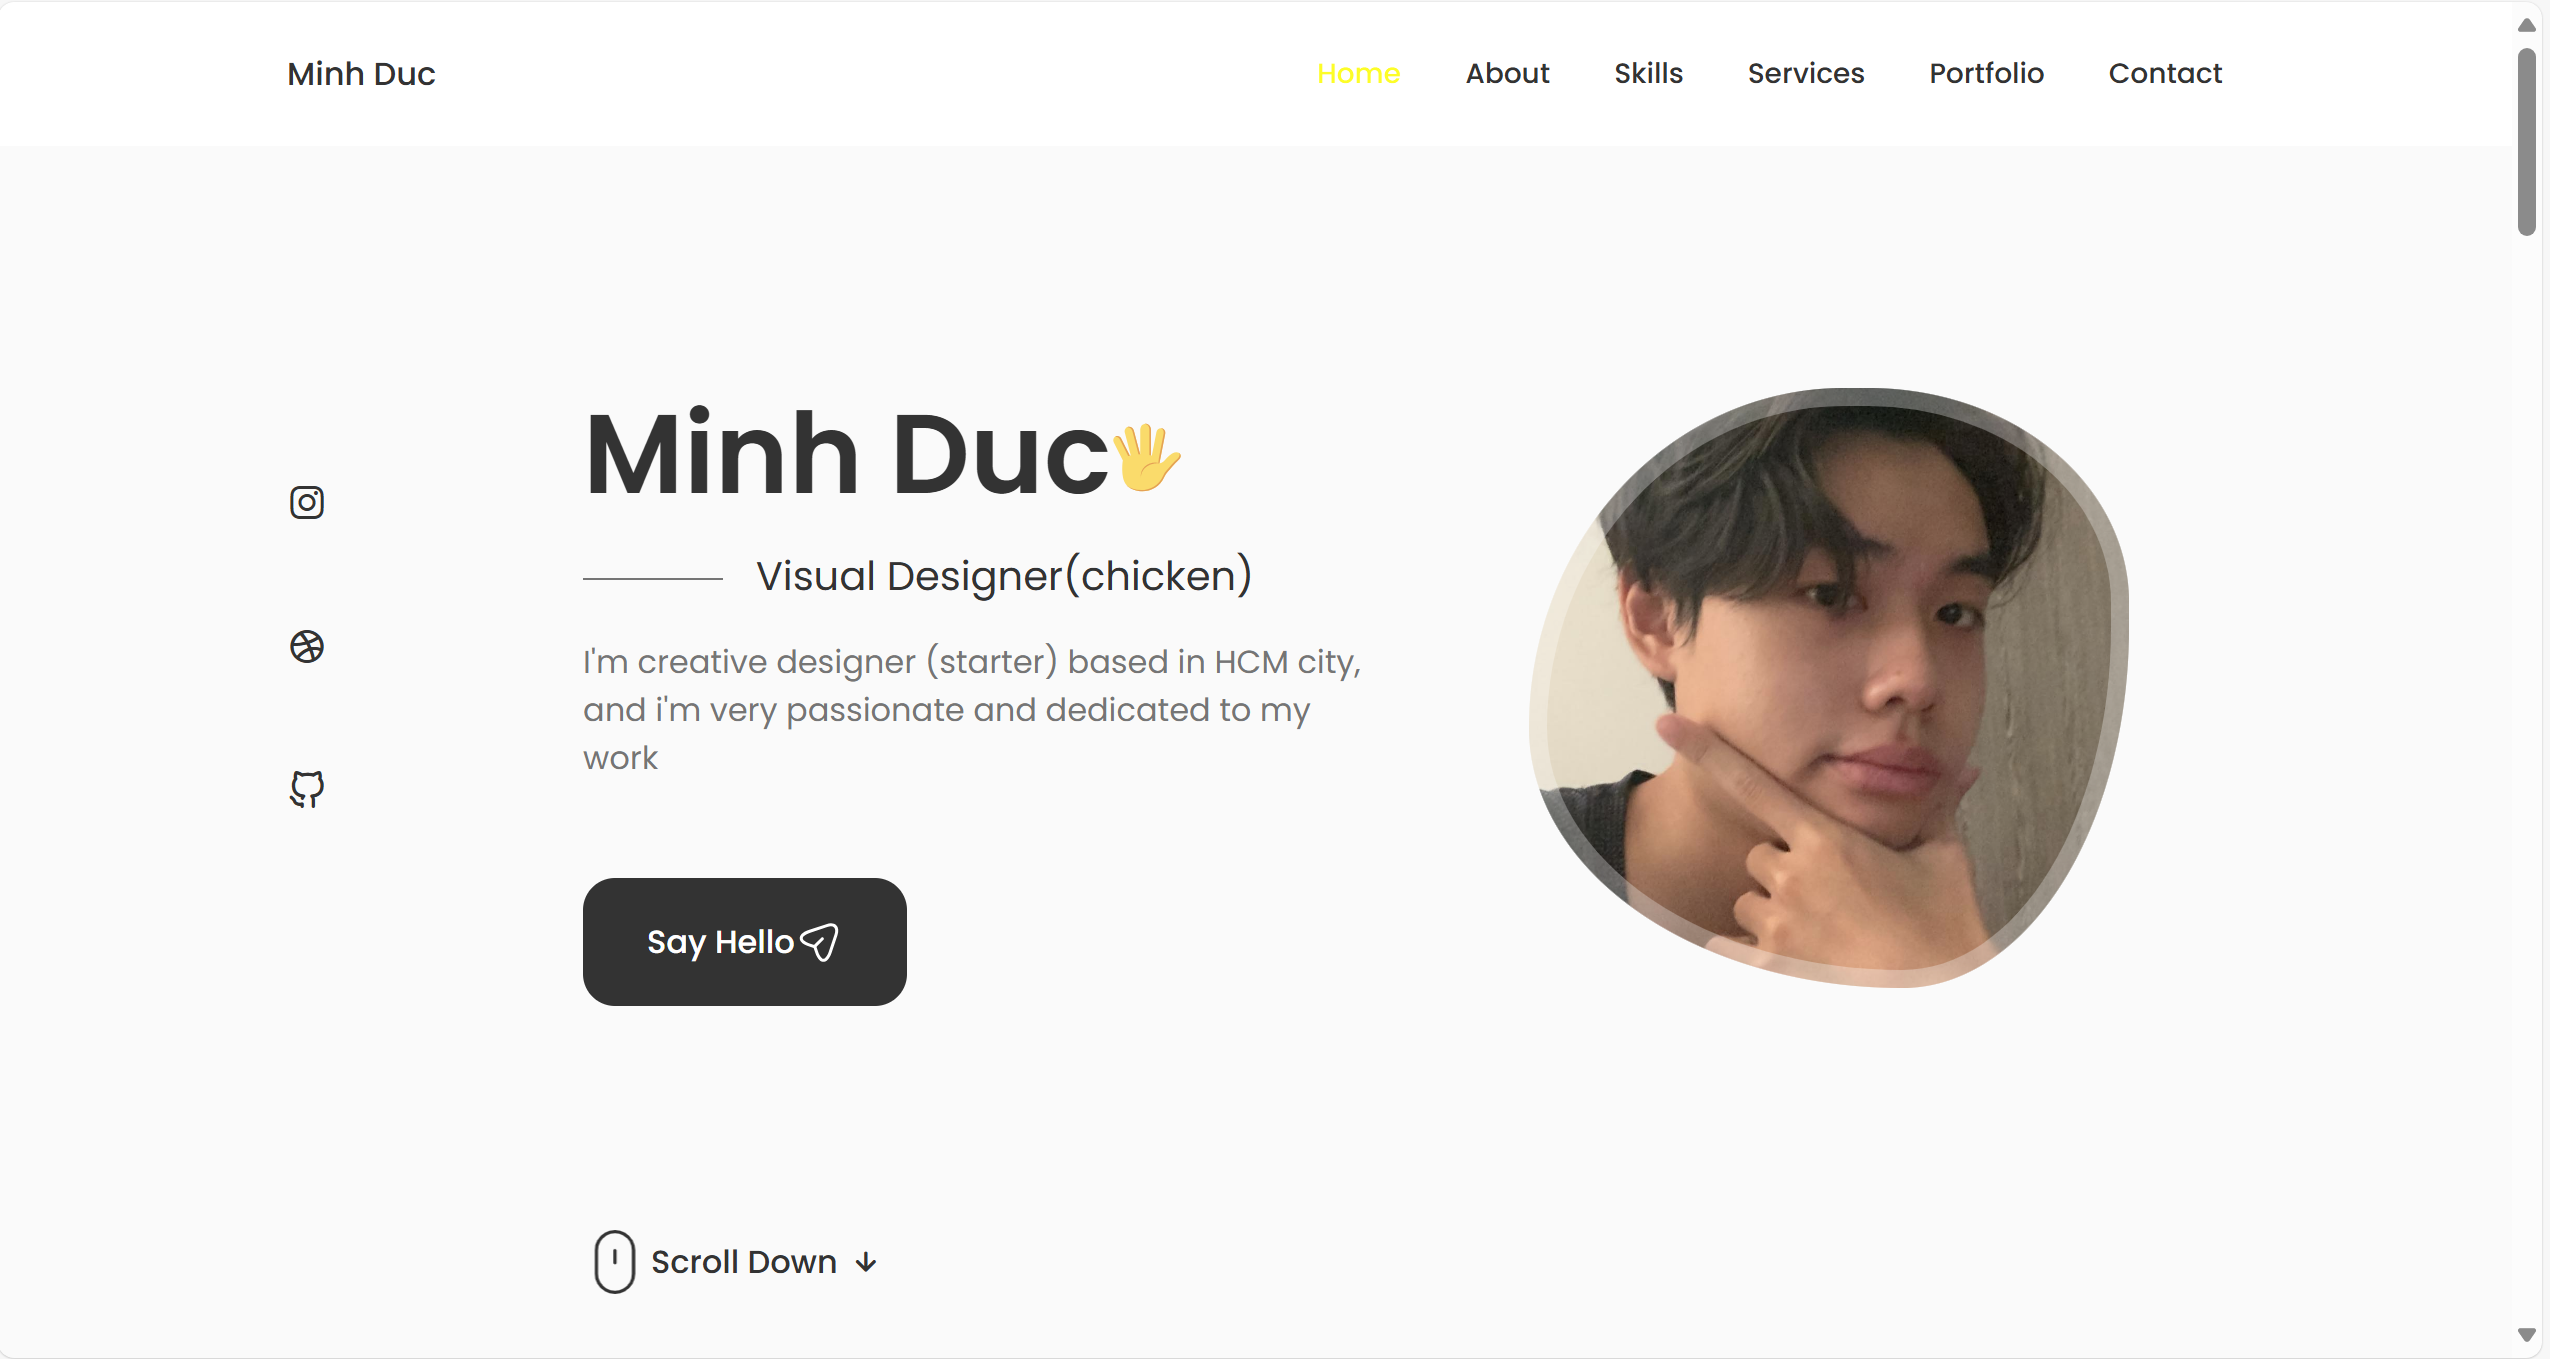 Minh Duc
Home About Skills Services Portfolio Contact
Minh Duc🖐
Visual Designer(chicken)
I'm creative designer (starter) based in HCM city,
and i'm very passionate and dedicated to my
work
Say Hello
Scroll Down